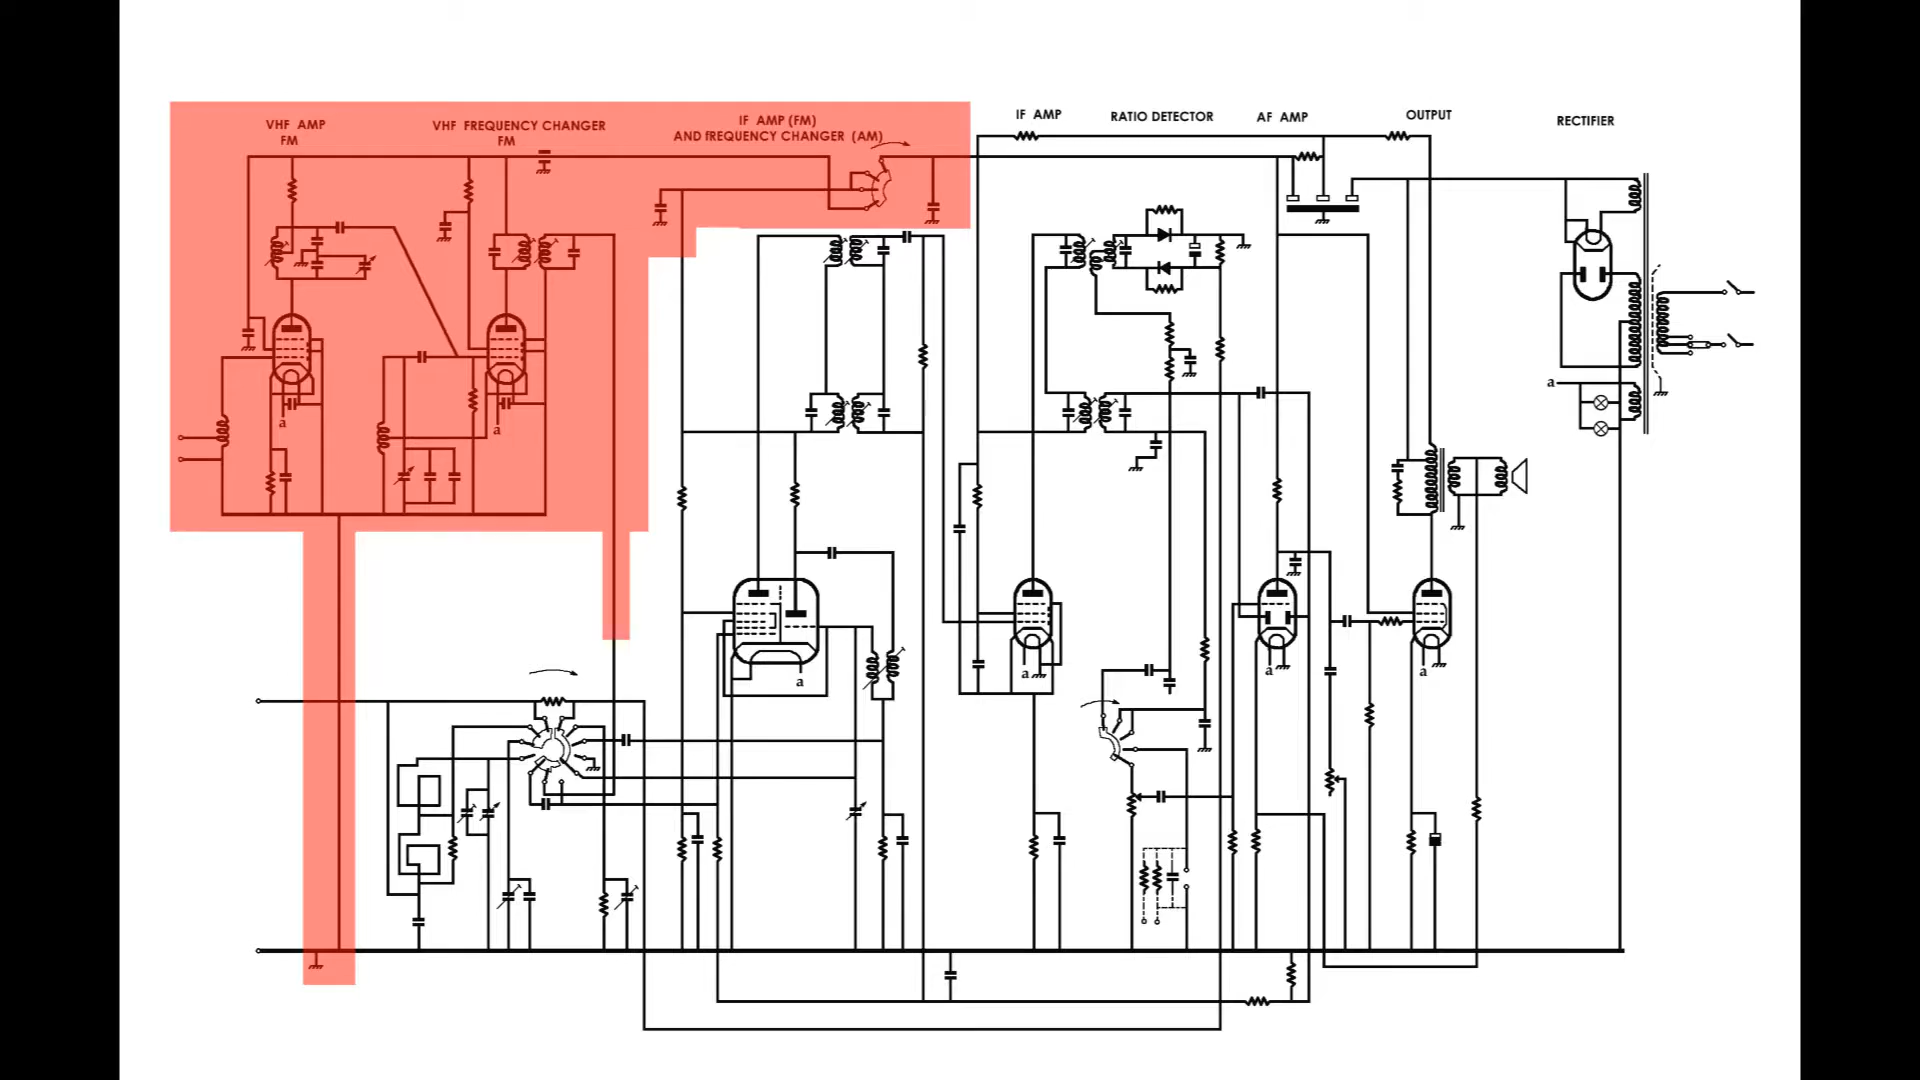 VHF AMP
FM
VHF FREQUENCY CHANGER
FM
IF AMP (FM)
AND fREQUENCY CHANGER (AM)
IF AMP
RATIO DETECTOR
AF AMP
OUTPUT
RECTIFIER
a
a
a
a
a
a
a